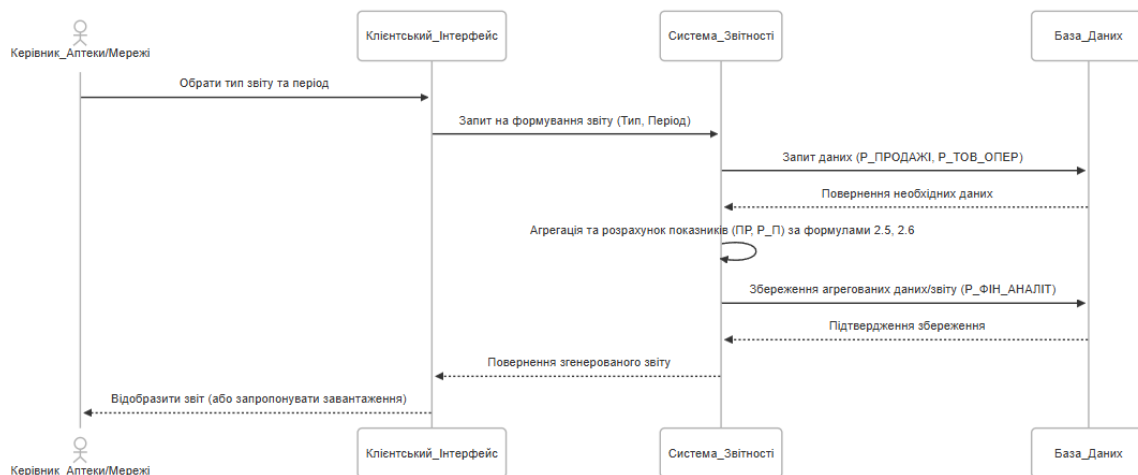 Керівник_Аптеки/Мережі
Клієнтський_Інтерфейс
Система_Звітності
База_Даних
Обрати тип звіту та період
Запит на формування звіту (Тип, Період)
Запит даних (Р_ПРОДАЖІ, Р_ТОВ_ОПЕР)
Повернення необхідних даних
Агрегація та розрахунок показників (ПР, Р_П) за формулами 2.5, 2.6
Збереження агрегованих даних/звіту (Р_ФІН_АНАЛІТ)
Підтвердження збереження
Повернення згенерованого звіту
Відобразити звіт (або запропонувати завантаження)
Керівник_Аптеки/Мережі
Клієнтський_Інтерфейс
Система_Звітності
База_Даних